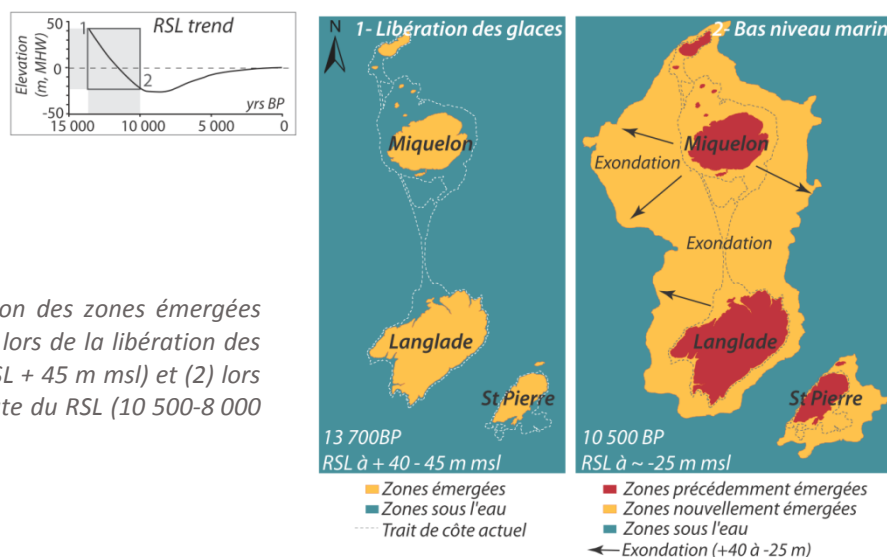 RSL trend
Elevation
(m, MHW)
50
0
-50
1
2
yrs BP
15 000
10 000
5 000
0
ion des zones émergées
lors de la libération des
SL + 45 m msl) et (2) lors
te du RSL (10 500-8 000
N
1- Libération des glaces
Miquelon
Langlade
St Pierre
13 700BP
RSL à + 40 - 45 m msl
Zones émergées
Zones sous l'eau
Trait de côte actuel
2- Bas niveau marin
Miquelon
Exondation
Exondation
Langlade
St Pierre
10 500 BP
RSL à ~ -25 m msl
Zones précédemment émergées
Zones nouvellement émergées
Zones sous l'eau
Exondation (+40 à -25 m)